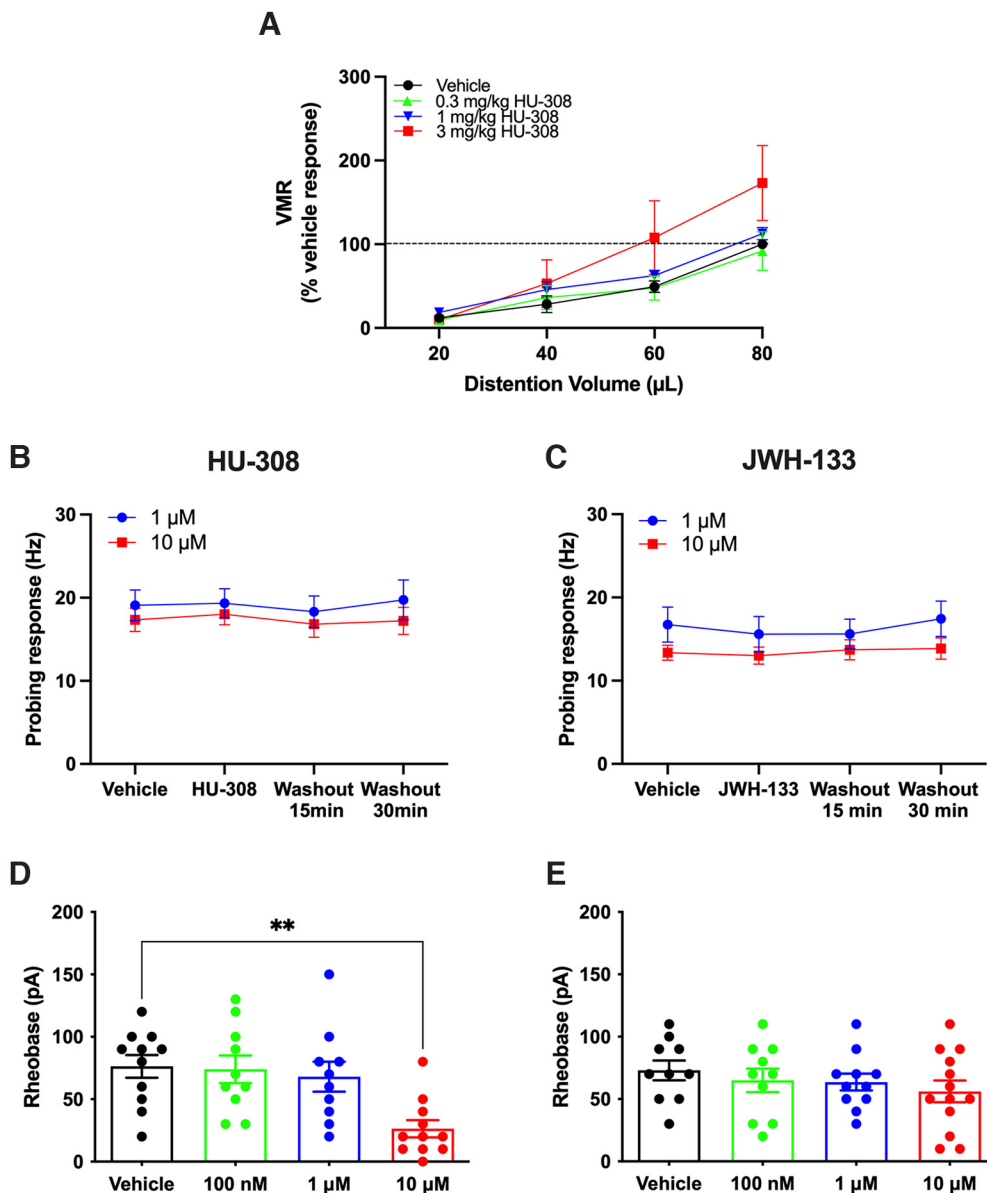 A
300
200
100
0
VMR
(% vehicle response)
Vehicle
0.3 mg/kg HU-308
1 mg/kg HU-308
3 mg/kg HU-308
20 40 60 80
Distention Volume (µL)
B
HU-308
30
20
10
0
Probing response (Hz)
1 µM
10 µM
Vehicle HU-308 Washout Washout
15min 30min
C
JWH-133
30
20
10
0
Probing response (Hz)
1 µM
10 µM
Vehicle JWH-133 Washout Washout
15 min 30 min
D
200
150
100
50
0
Rheobase (pA)
**
Vehicle 100 nM 1 µM 10 µM
E
200
150
100
50
0
Rheobase (pA)
Vehicle 100 nM 1 µM 10 µM